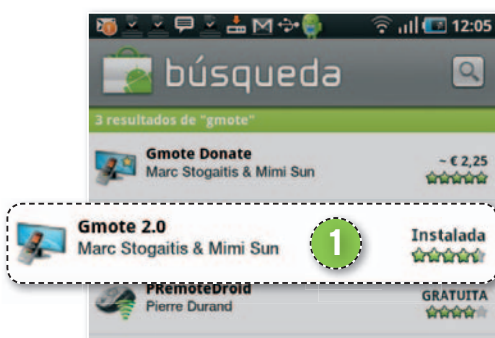 12:05
búsqueda
3 resultados de "gmote"
Gmote Donate
Marc Stogaitis & Mimi Sun
~ € 2,25
Gmote 2.0
Marc Stogaitis & Mimi Sun
1
Instalada
PRemoteDroid
Pierre Durand
GRATUITA